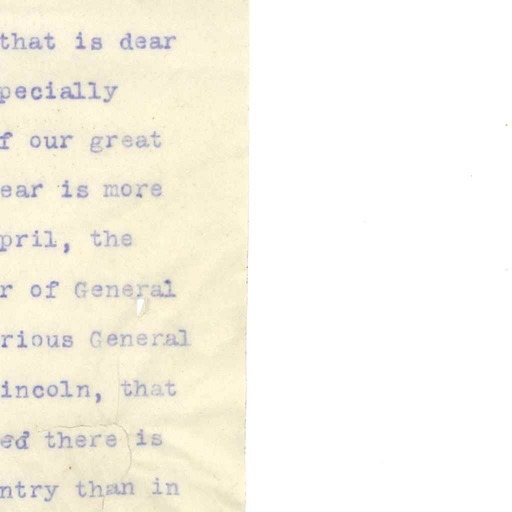 that is dear
pecially
f our great
ear is more
pril, the
r of General
rious General
incoln, that
ed there is
ntry than in